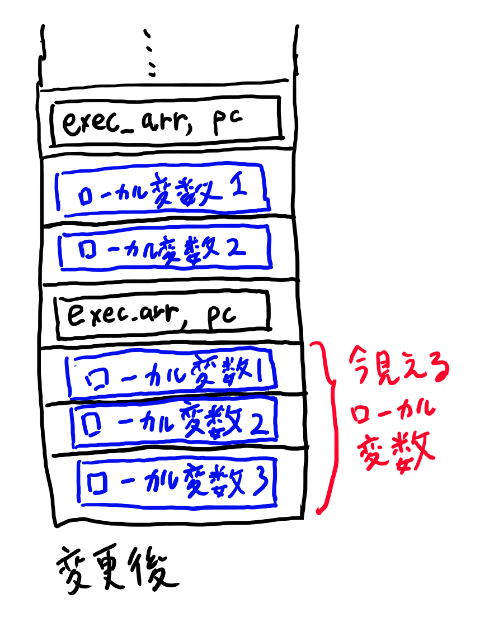 exec_arr, pc
ローカル変数1
ローカル変数2
exec.arr, pc
ローカル変数1
ローカル変数2
ローカル変数3
今見える
ローカル
変数
変更後